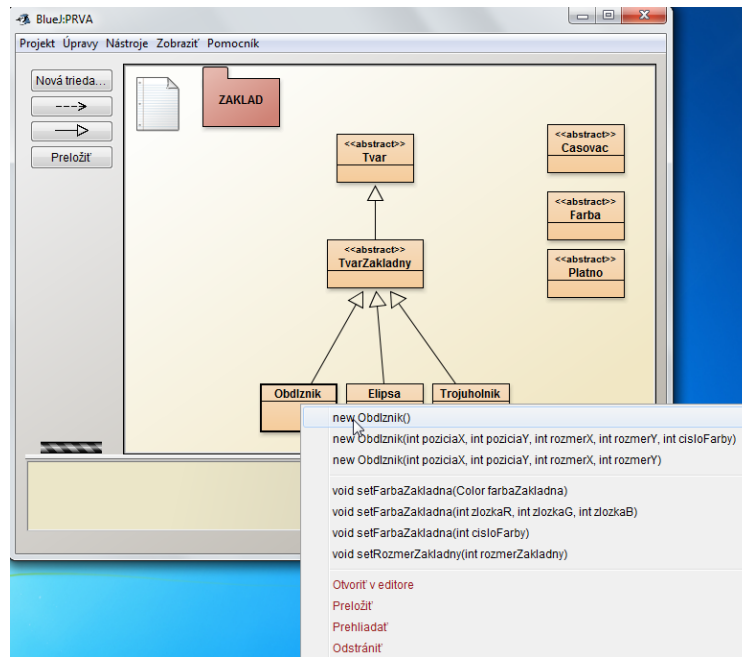 BlueJ:PRVA
Projekt Úpravy Nástroje Zobraziť Pomocník
Nová trieda...
Preložiť
ZAKLAD
<<abstract>>
Tvar
<<abstract>>
TvarZakladny
<<abstract>>
Casovac
<<abstract>>
Farba
<<abstract>>
Platno
Obdlznik
Elipsa
Trojuholnik
new Obdlznik()
new Obdlznik(int poziciaX, int poziciaY, int rozmerX, int rozmerY, int cisloFarby)
new Obdlznik(int poziciaX, int poziciaY, int rozmerX, int rozmerY)
void setFarbaZakladna(Color farbaZakladna)
void setFarbaZakladna(int zlozkaR, int zlozkaG, int zlozkaB)
void setFarbaZakladna(int cisloFarby)
void setRozmerZakladny(int rozmerZakladny)
Otvoriť v editore
Preložiť
Prehliadať
Odstrániť